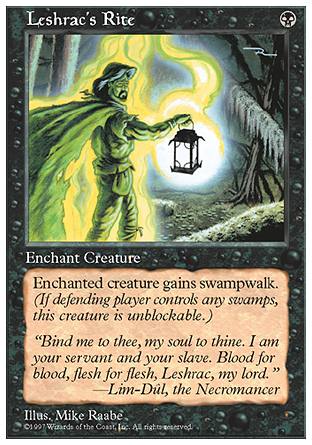 Leshrac's Rite
Enchant Creature
Enchanted creature gains swampwalk.
(If defending player controls any swamps,
this creature is unblockable.)
"Bind me to thee, my soul to thine. I am
your servant and your slave. Blood for
blood, flesh for flesh, Leshrac, my lord."
—Lim-Dûl, the Necromancer
Illus. Mike Raabe
©1997 Wizards of the Coast, Inc. All rights reserved.